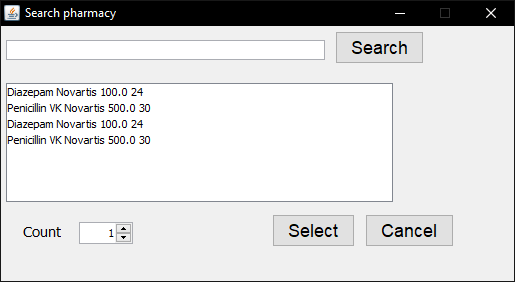 Search pharmacy
Search
Diazepam Novartis 100.0 24
Penicillin VK Novartis 500.0 30
Diazepam Novartis 100.0 24
Penicillin VK Novartis 500.0 30
Count 1 Select Cancel